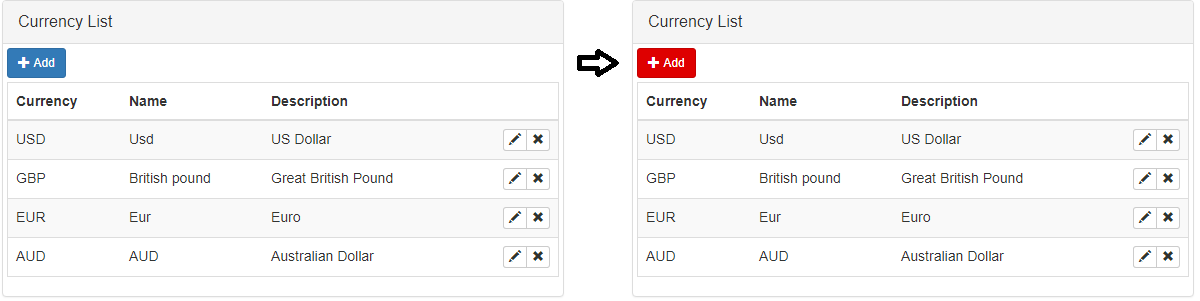 Currency List
Add
Currency Name Description
USD Usd US Dollar
GBP British pound Great British Pound
EUR Eur Euro
AUD AUD Australian Dollar
Currency List
Add
Currency Name Description
USD Usd US Dollar
GBP British pound Great British Pound
EUR Eur Euro
AUD AUD Australian Dollar